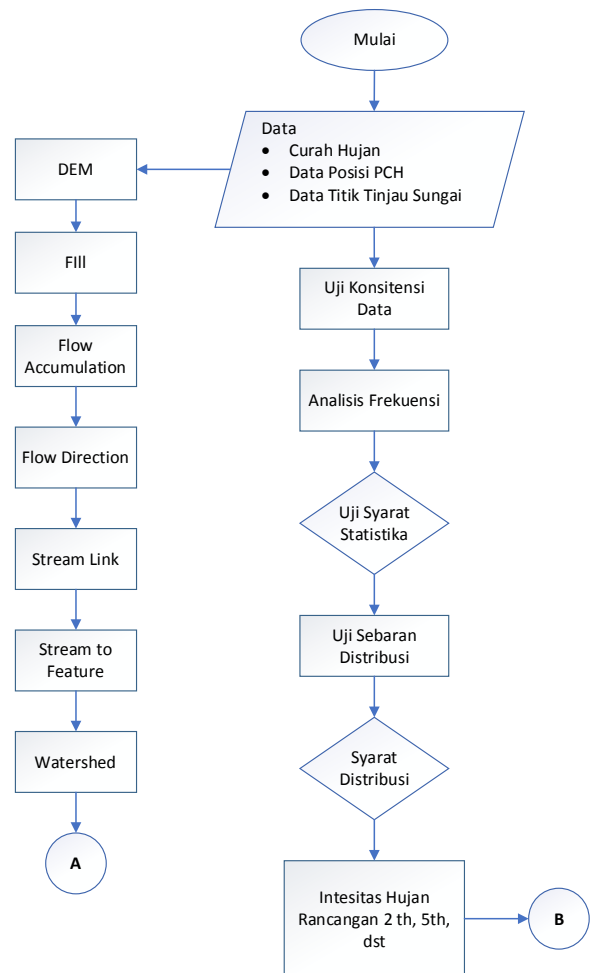 Mulai
Data
• Curah Hujan
• Data Posisi PCH
• Data Titik Tinjau Sungai
DEM
FIll
Flow
Accumulation
Flow Direction
Stream Link
Stream to
Feature
Watershed
A
Uji Konsitensi
Data
Analisis Frekuensi
Uji Syarat
Statistika
Uji Sebaran
Distribusi
Syarat
Distribusi
Intesitas Hujan
Rancangan 2 th, 5th,
dst
B